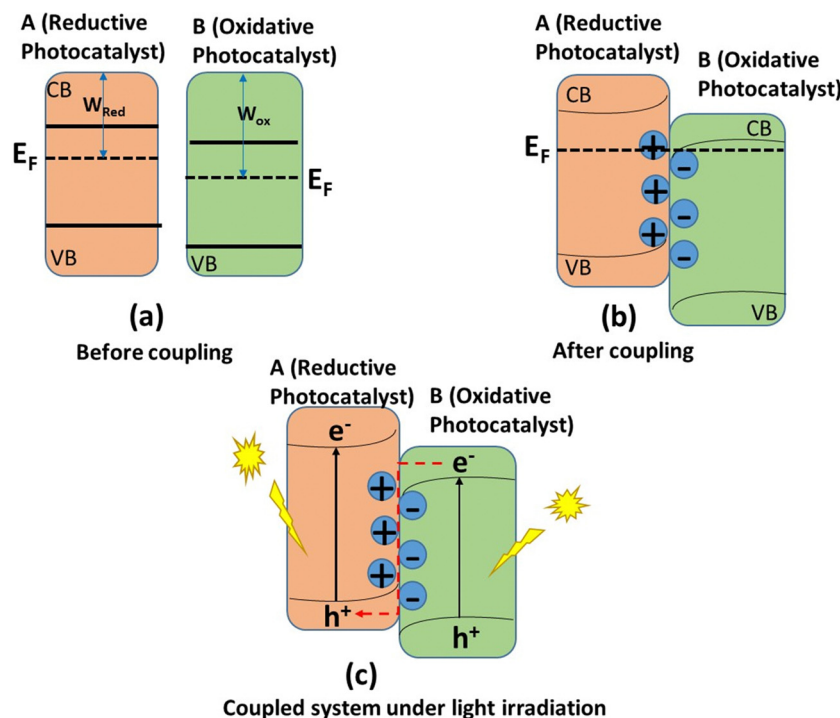 A (Reductive
Photocatalyst)
B (Oxidative
Photocatalyst)
CB
W_Red
E_F
VB
W_ox
E_F
VB
(a)
Before coupling
A (Reductive
Photocatalyst)
B (Oxidative
Photocatalyst)
CB
CB
E_F
+
-
+
-
+
-
VB
VB
(b)
After coupling
A (Reductive
Photocatalyst)
B (Oxidative
Photocatalyst)
e⁻
e⁻
+
-
+
-
+
-
h⁺
h⁺
(c)
Coupled system under light irradiation